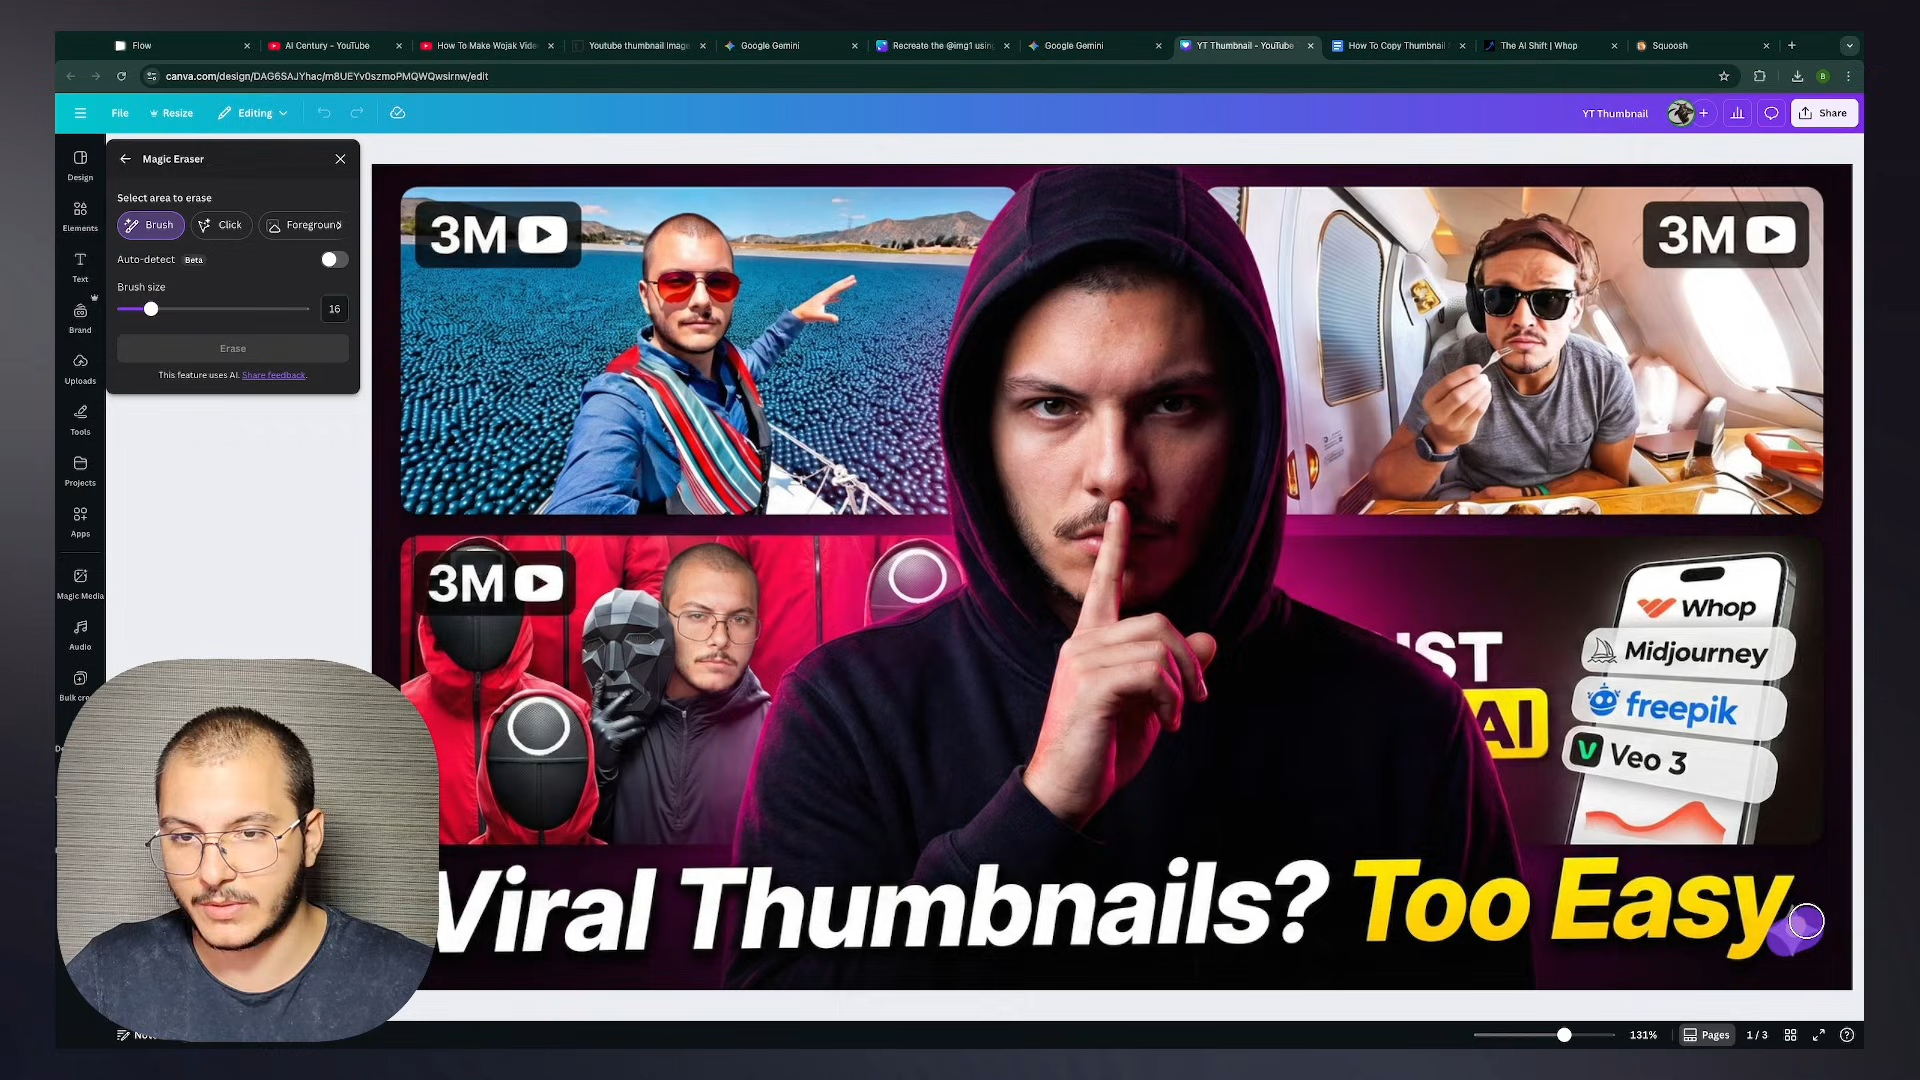 Flow
AI Century - YouTube
How To Make Wojak Vide
Youtube thumbnail Image
Google Gemini
Recreate the @img1 using
Google Gemini
YT Thumbnail - YouTube
How To Copy Thumbnail
The AI Shift | Whop
Squoosh
canva.com/design/DAG6SAJYhac/m8UEYv0szmoPMQWQwsirnw/edit
B
File
Resize
Editing
YT Thumbnail
Share
Design
Elements
Text
Brand
Uploads
Tools
Projects
Apps
Magic Media
Audio
Bulk cre
Magic Eraser
Select area to erase
Brush
Click
Foreground
Auto-detect
Beta
Brush size
16
Erase
This feature uses AI. Share feedback.
3M
3M
3M
Whop
Midjourney
freepik
Veo 3
AI
Viral Thumbnails? Too Easy
131%
Pages
1 / 3